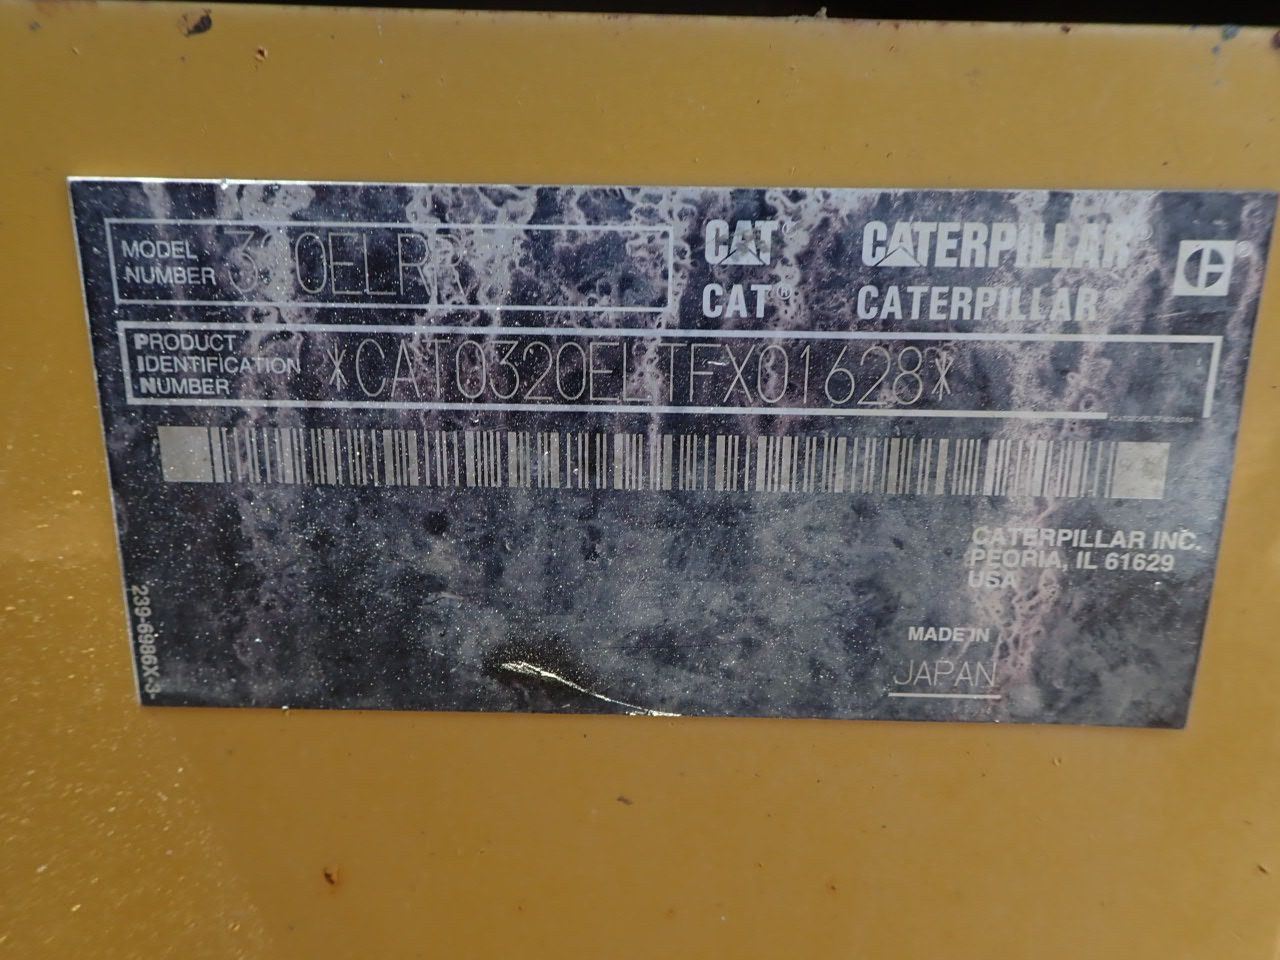 MODEL NUMBER 320ELRR
CAT® CATERPILLAR®
CAT® CATERPILLAR®
PRODUCT IDENTIFICATION NUMBER *CAT0320ELTFX01628*
CATERPILLAR INC.
PEORIA, IL 61629
USA
MADE IN
JAPAN
239-6986X-3